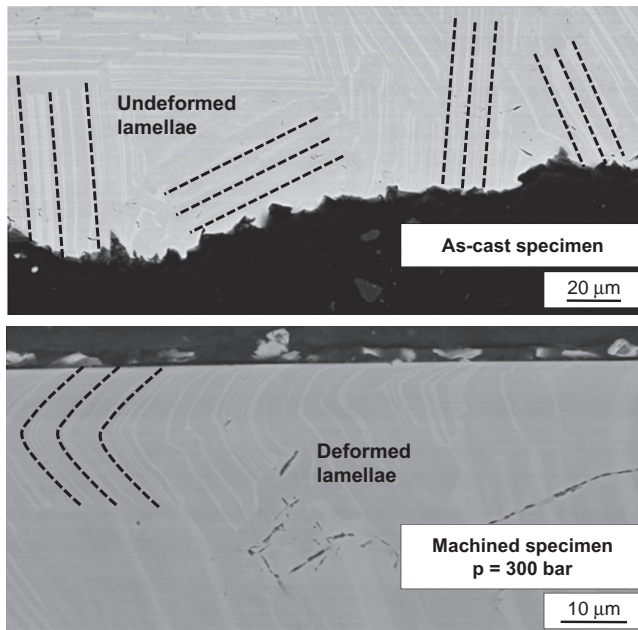 Undeformed
lamellae
As-cast specimen
20 μm
Deformed
lamellae
Machined specimen
p = 300 bar
10 μm